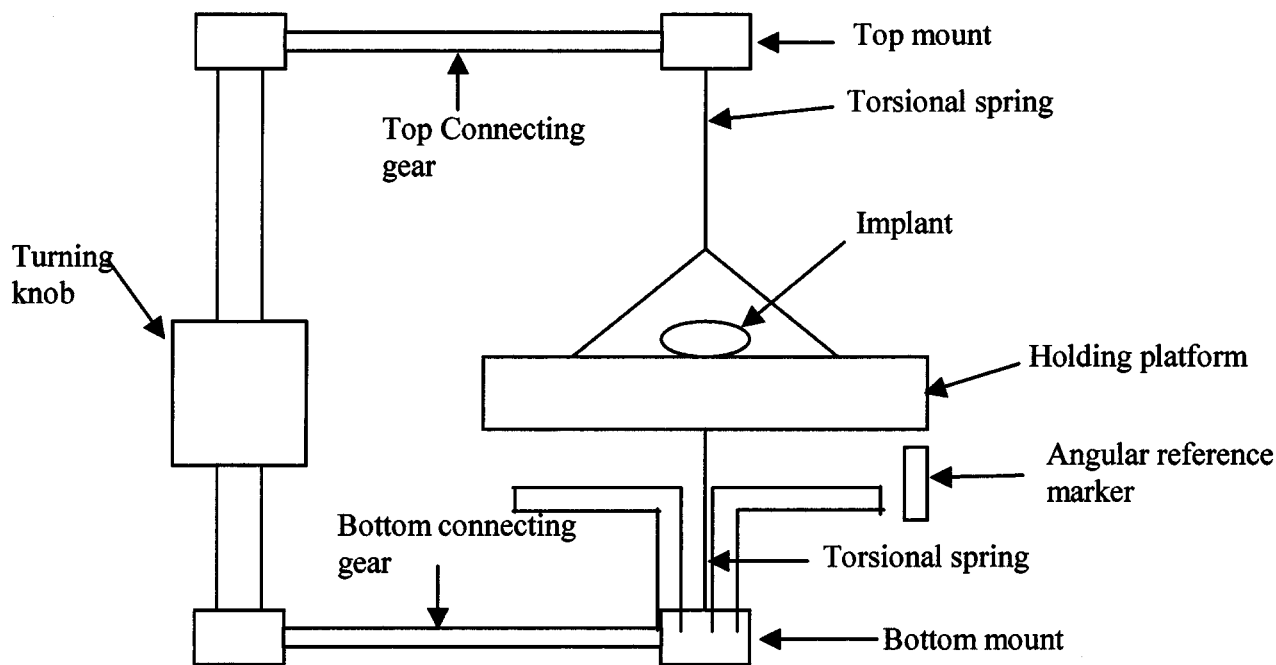 Top mount
Torsional spring
Top Connecting
gear
Implant
Turning
knob
Holding platform
Angular reference
marker
Bottom connecting
gear
Torsional spring
Bottom mount